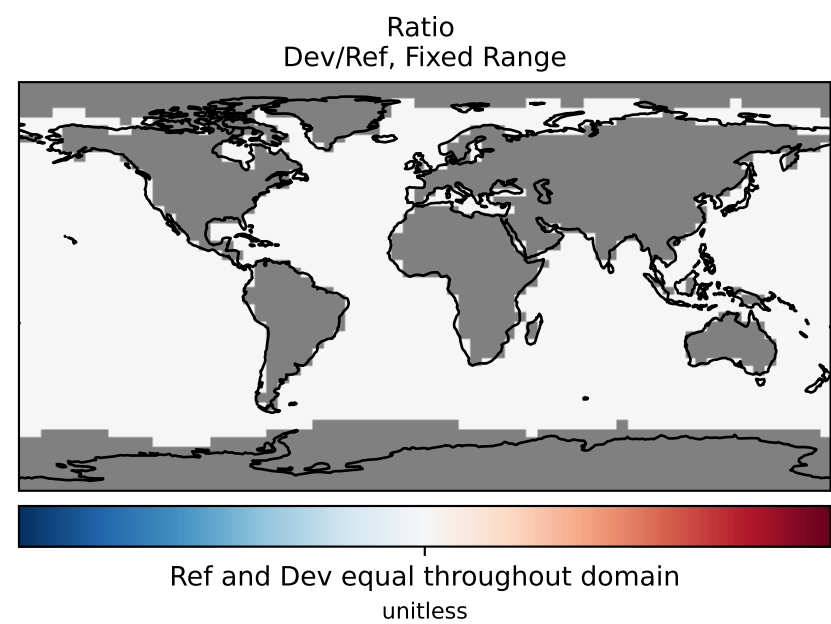 Ratio
Dev/Ref, Fixed Range
Ref and Dev equal throughout domain
unitless